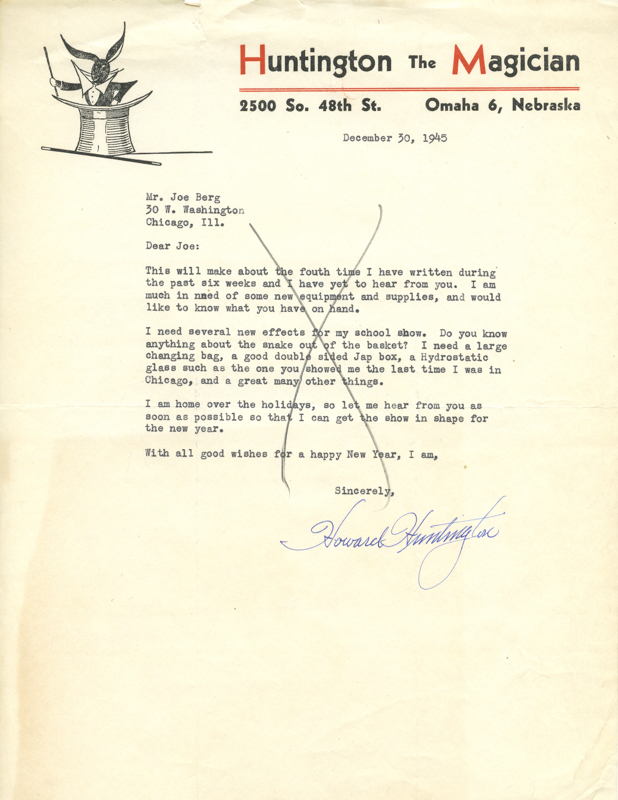 Huntington The Magician
2500 So. 48th St. Omaha 6, Nebraska
December 30, 1945
Mr. Joe Berg
30 W. Washington
Chicago, Ill.
Dear Joe:
This will make about the fouth time I have written during
the past six weeks and I have yet to hear from you. I am
much in nned of some new equipment and supplies, and would
like to know what you have on hand.
I need several new effects for my school show. Do you know
anything about the snake out of the basket? I need a large
changing bag, a good double sided Jap box, a Hydrostatic
glass such as the one you showed me the last time I was in
Chicago, and a great many other things.
I am home over the holidays, so let me hear from you as
soon as possible so that I can get the show in shape for
the new year.
With all good wishes for a happy New Year, I am,
Sincerely,
Howard Huntington